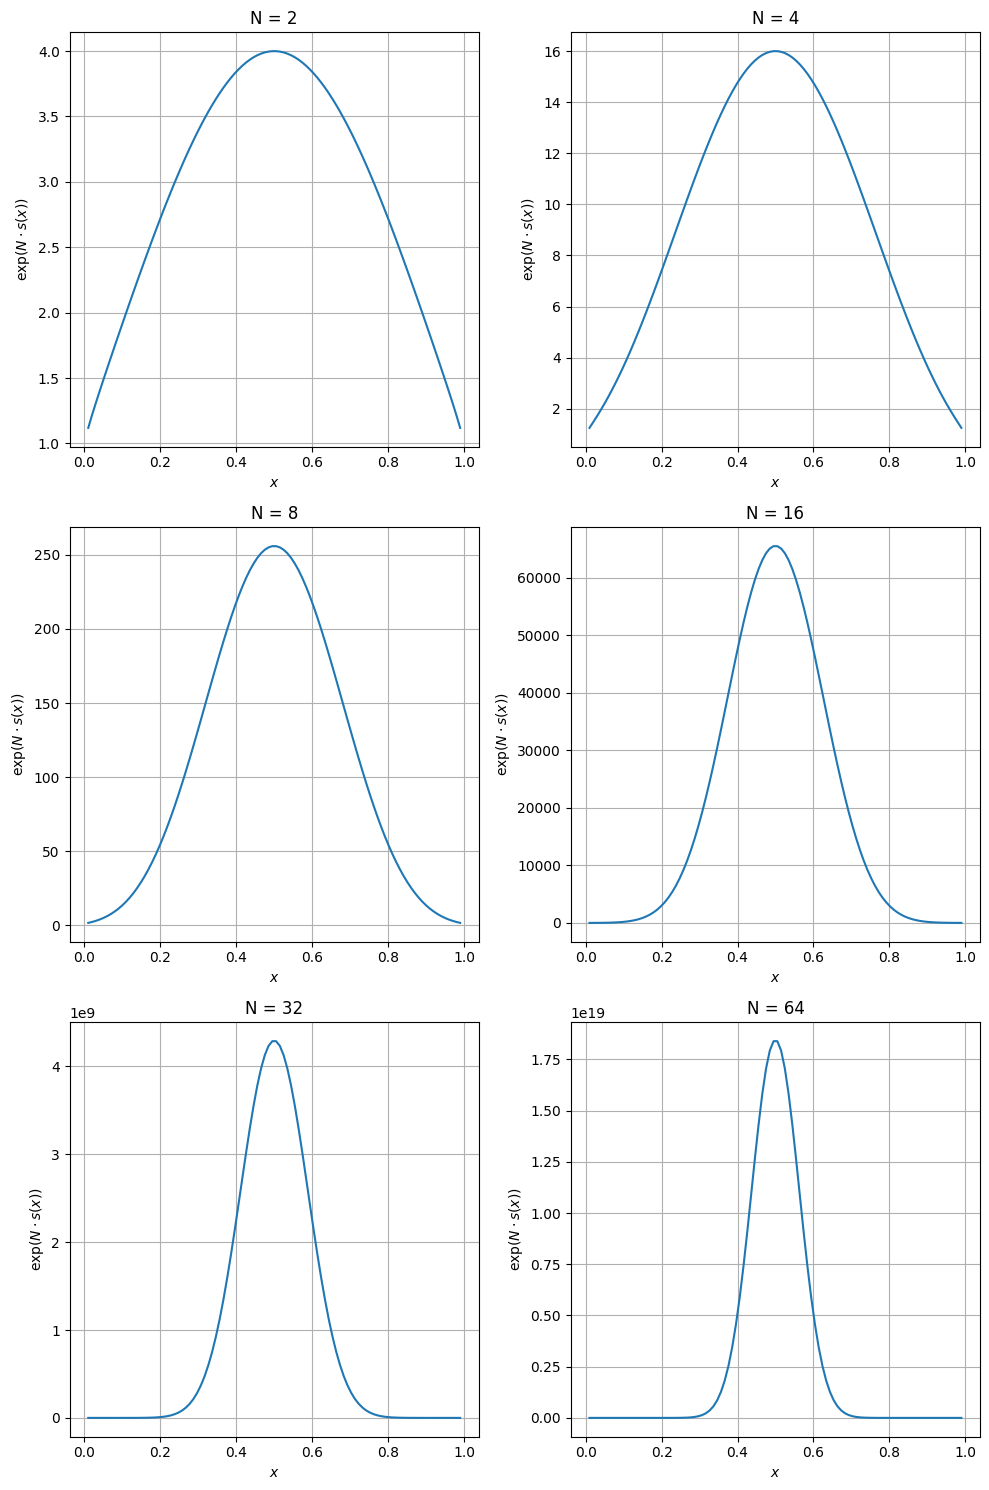 N = 2
4.0
3.5
3.0
2.5
2.0
1.5
1.0
exp(N · s(x))
0.0 0.2 0.4 0.6 0.8 1.0
x
N = 4
16
14
12
10
8
6
4
2
exp(N · s(x))
0.0 0.2 0.4 0.6 0.8 1.0
x
N = 8
250
200
150
100
50
0
exp(N · s(x))
0.0 0.2 0.4 0.6 0.8 1.0
x
N = 16
60000
50000
40000
30000
20000
10000
0
exp(N · s(x))
0.0 0.2 0.4 0.6 0.8 1.0
x
1e9
N = 32
4
3
2
1
0
exp(N · s(x))
0.0 0.2 0.4 0.6 0.8 1.0
x
1e19
N = 64
1.75
1.50
1.25
1.00
0.75
0.50
0.25
0.00
exp(N · s(x))
0.0 0.2 0.4 0.6 0.8 1.0
x